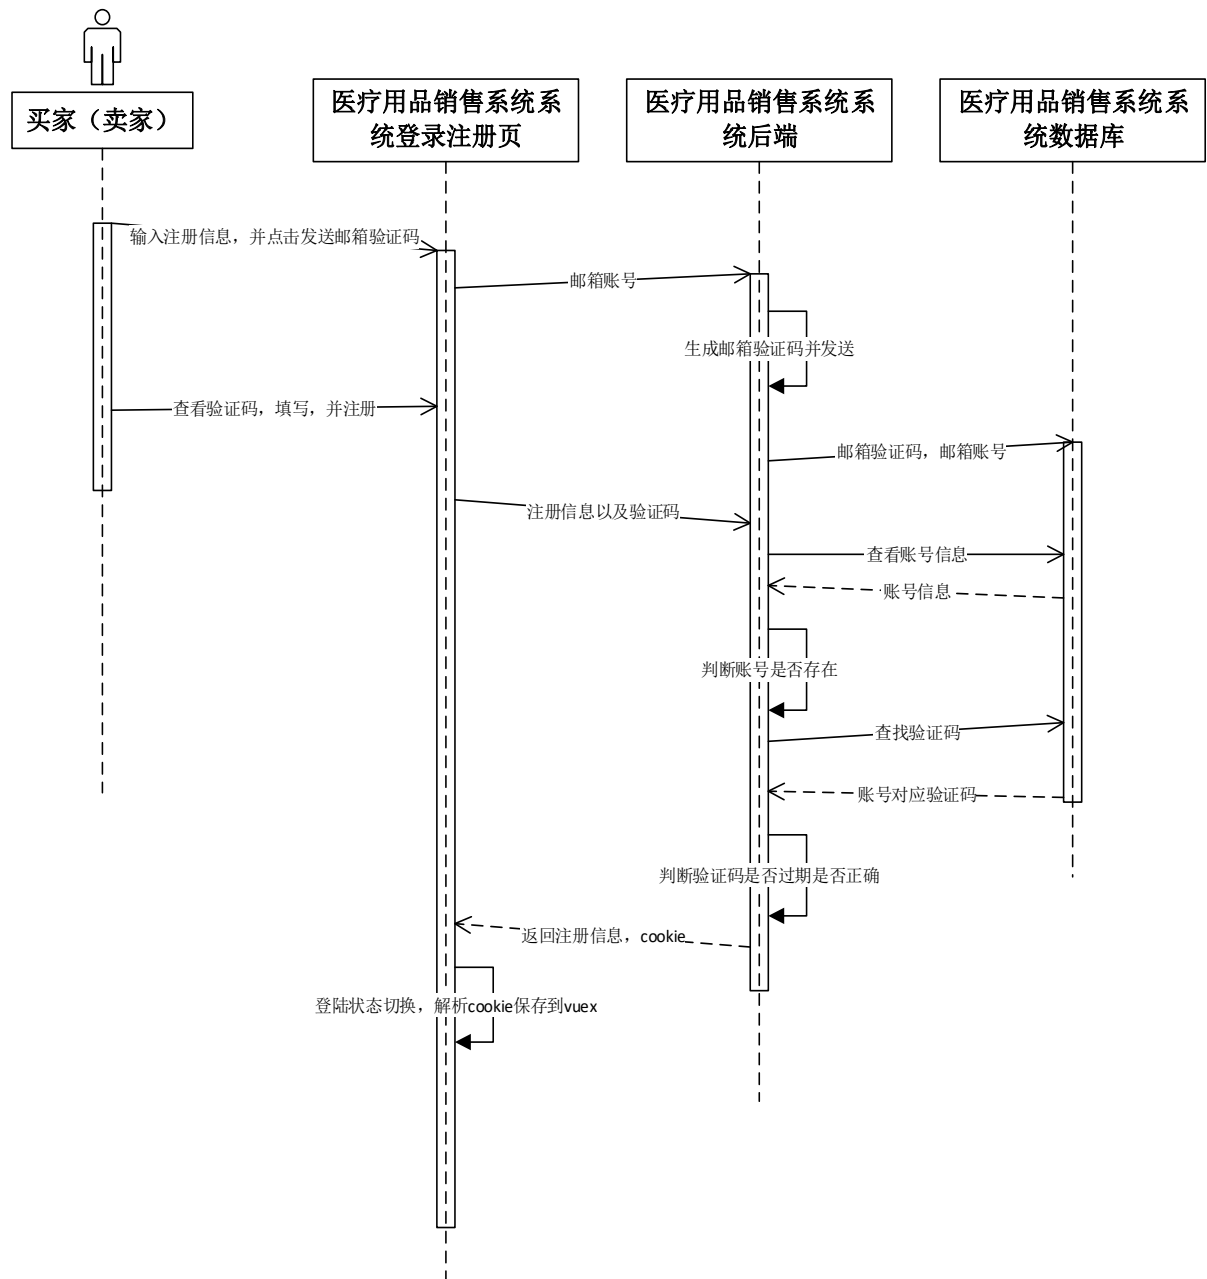 买家（卖家）
医疗用品销售系统系
统登录注册页
医疗用品销售系统系
统后端
医疗用品销售系统系
统数据库
输入注册信息，并点击发送邮箱验证码
邮箱账号
生成邮箱验证码并发送
查看验证码，填写，并注册
邮箱验证码，邮箱账号
注册信息以及验证码
查看账号信息
账号信息
判断账号是否存在
查找验证码
账号对应验证码
判断验证码是否过期是否正确
返回注册信息，cookie
登陆状态切换，解析cookie保存到vuex